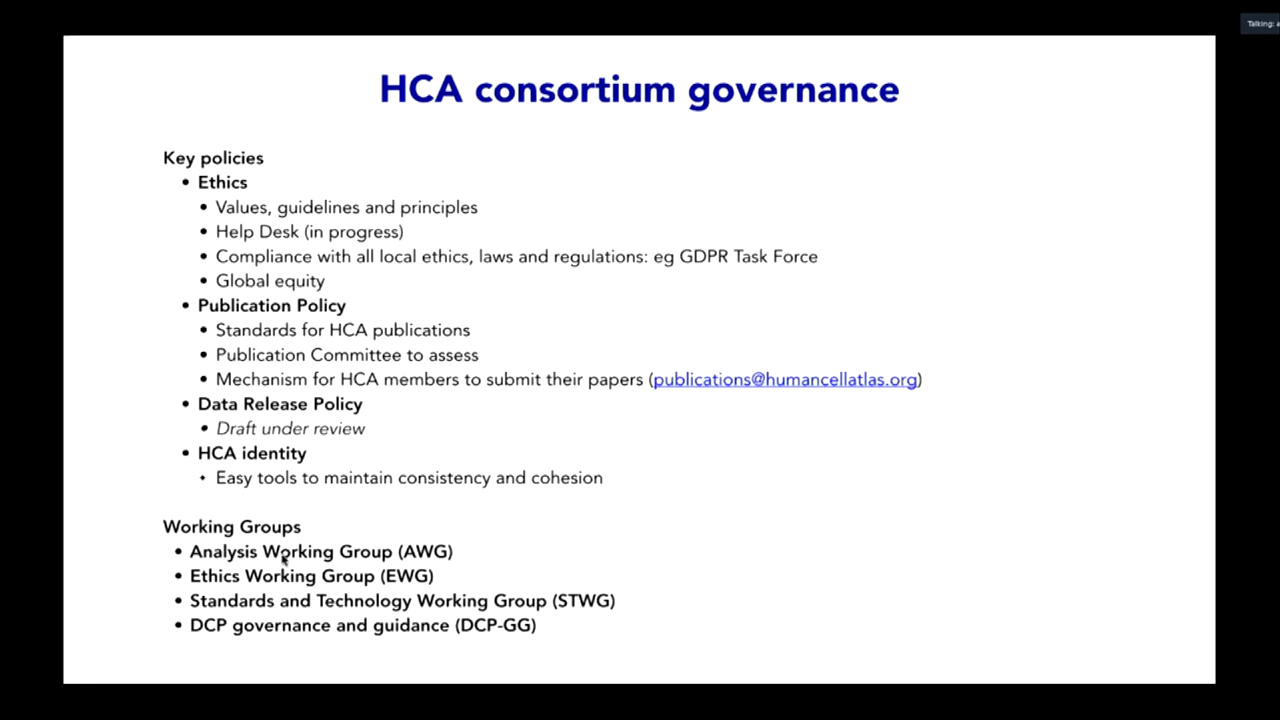 Talking:
HCA consortium governance
Key policies
• Ethics
• Values, guidelines and principles
• Help Desk (in progress)
• Compliance with all local ethics, laws and regulations: eg GDPR Task Force
• Global equity
• Publication Policy
• Standards for HCA publications
• Publication Committee to assess
• Mechanism for HCA members to submit their papers (publications@humancellatlas.org)
• Data Release Policy
• Draft under review
• HCA identity
• Easy tools to maintain consistency and cohesion
Working Groups
• Analysis Working Group (AWG)
• Ethics Working Group (EWG)
• Standards and Technology Working Group (STWG)
• DCP governance and guidance (DCP-GG)